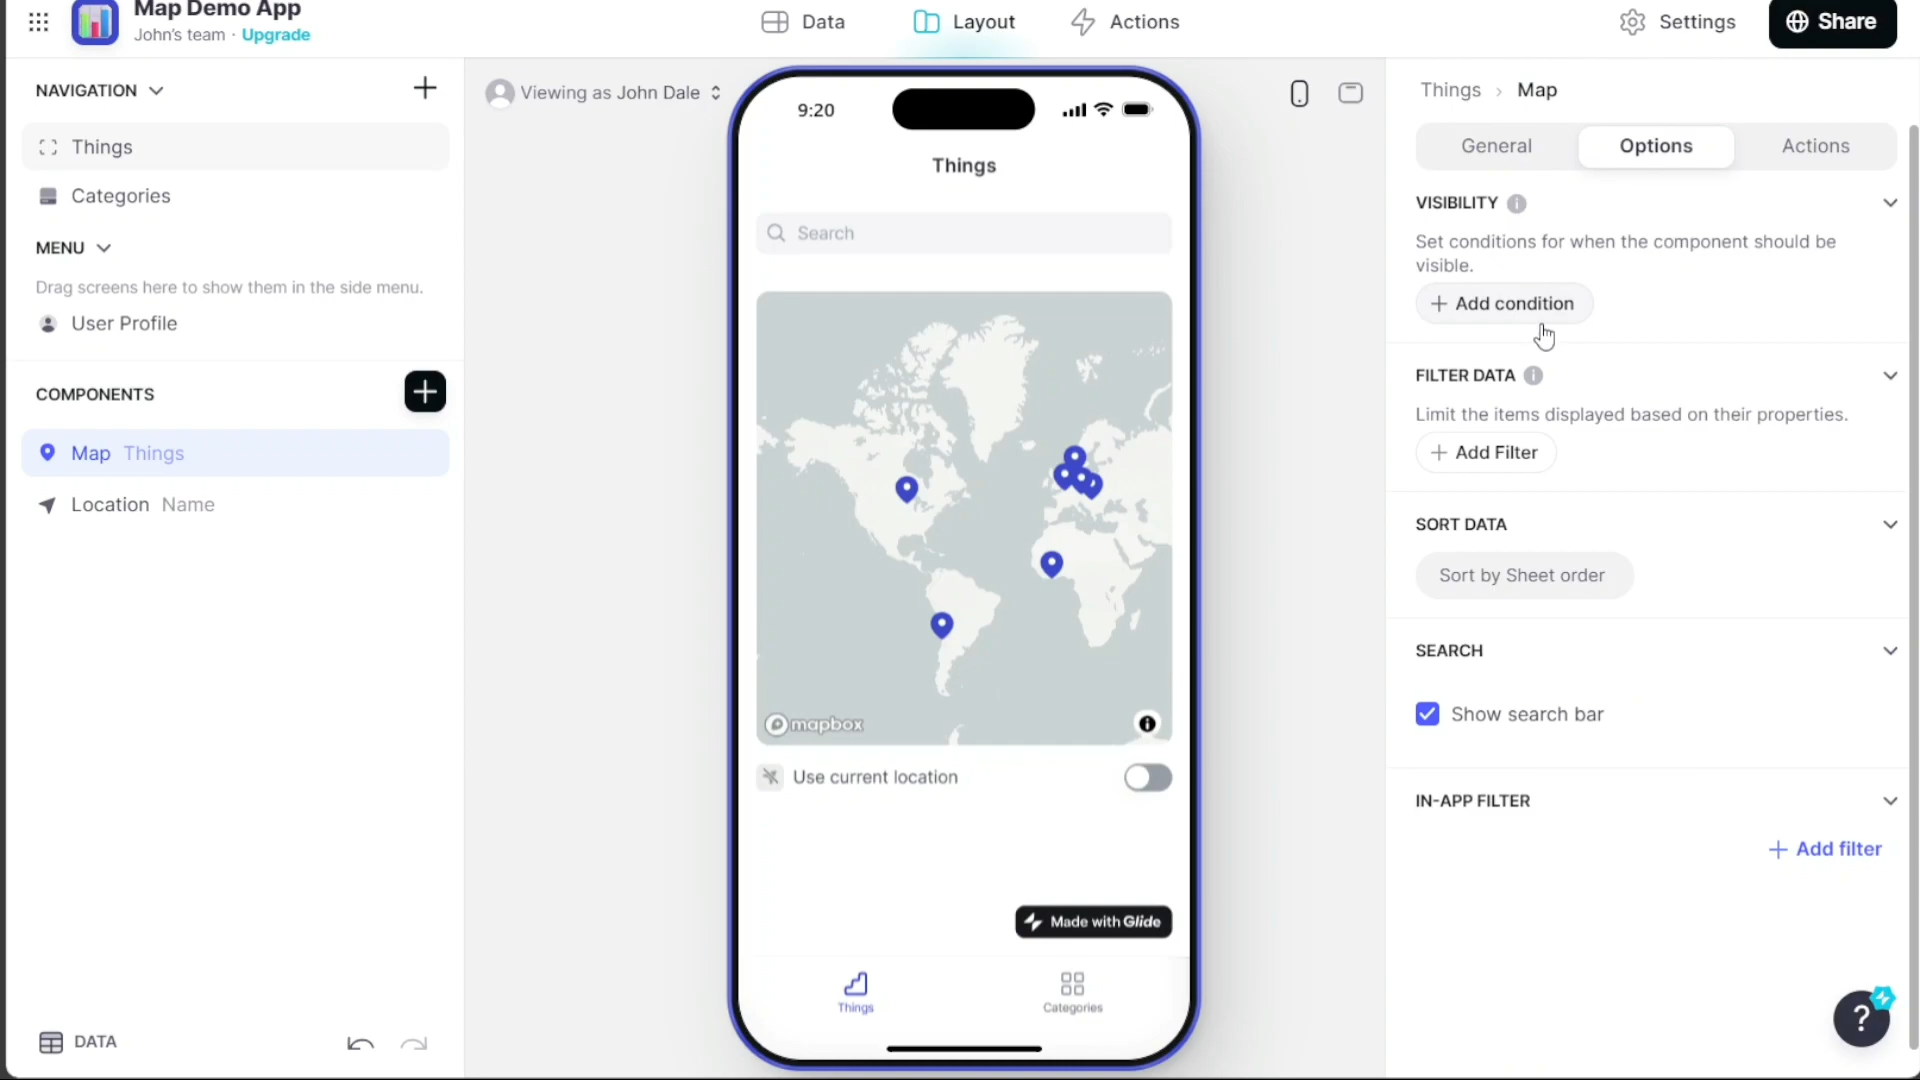 Map Demo App
John's team · Upgrade
Data
Layout
Actions
Settings
Share
NAVIGATION
Things
Categories
MENU
Drag screens here to show them in the side menu.
User Profile
COMPONENTS
Map Things
Location Name
DATA
Viewing as John Dale
9:20
Things
Search
mapbox
Use current location
Made with Glide
Things
Categories
Things › Map
General
Options
Actions
VISIBILITY
Set conditions for when the component should be
visible.
+ Add condition
FILTER DATA
Limit the items displayed based on their properties.
+ Add Filter
SORT DATA
Sort by Sheet order
SEARCH
Show search bar
IN-APP FILTER
+ Add filter
?